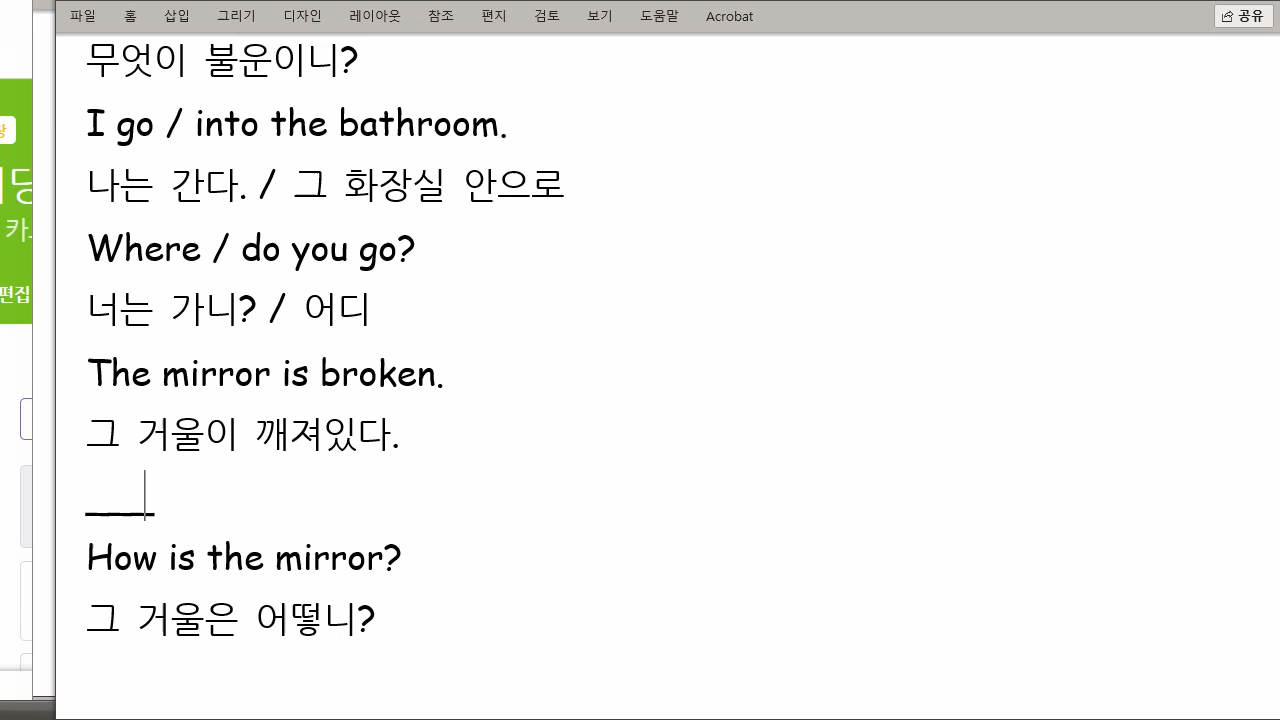 파일 홈 삽입 그리기 디자인 레이아웃 참조 편지 검토 보기 도움말 Acrobat 공유
무엇이 불운이니?
I go / into the bathroom.
나는 간다. / 그 화장실 안으로
Where / do you go?
너는 가니? / 어디
The mirror is broken.
그 거울이 깨져있다.
____
How is the mirror?
그 거울은 어떻니?
편집